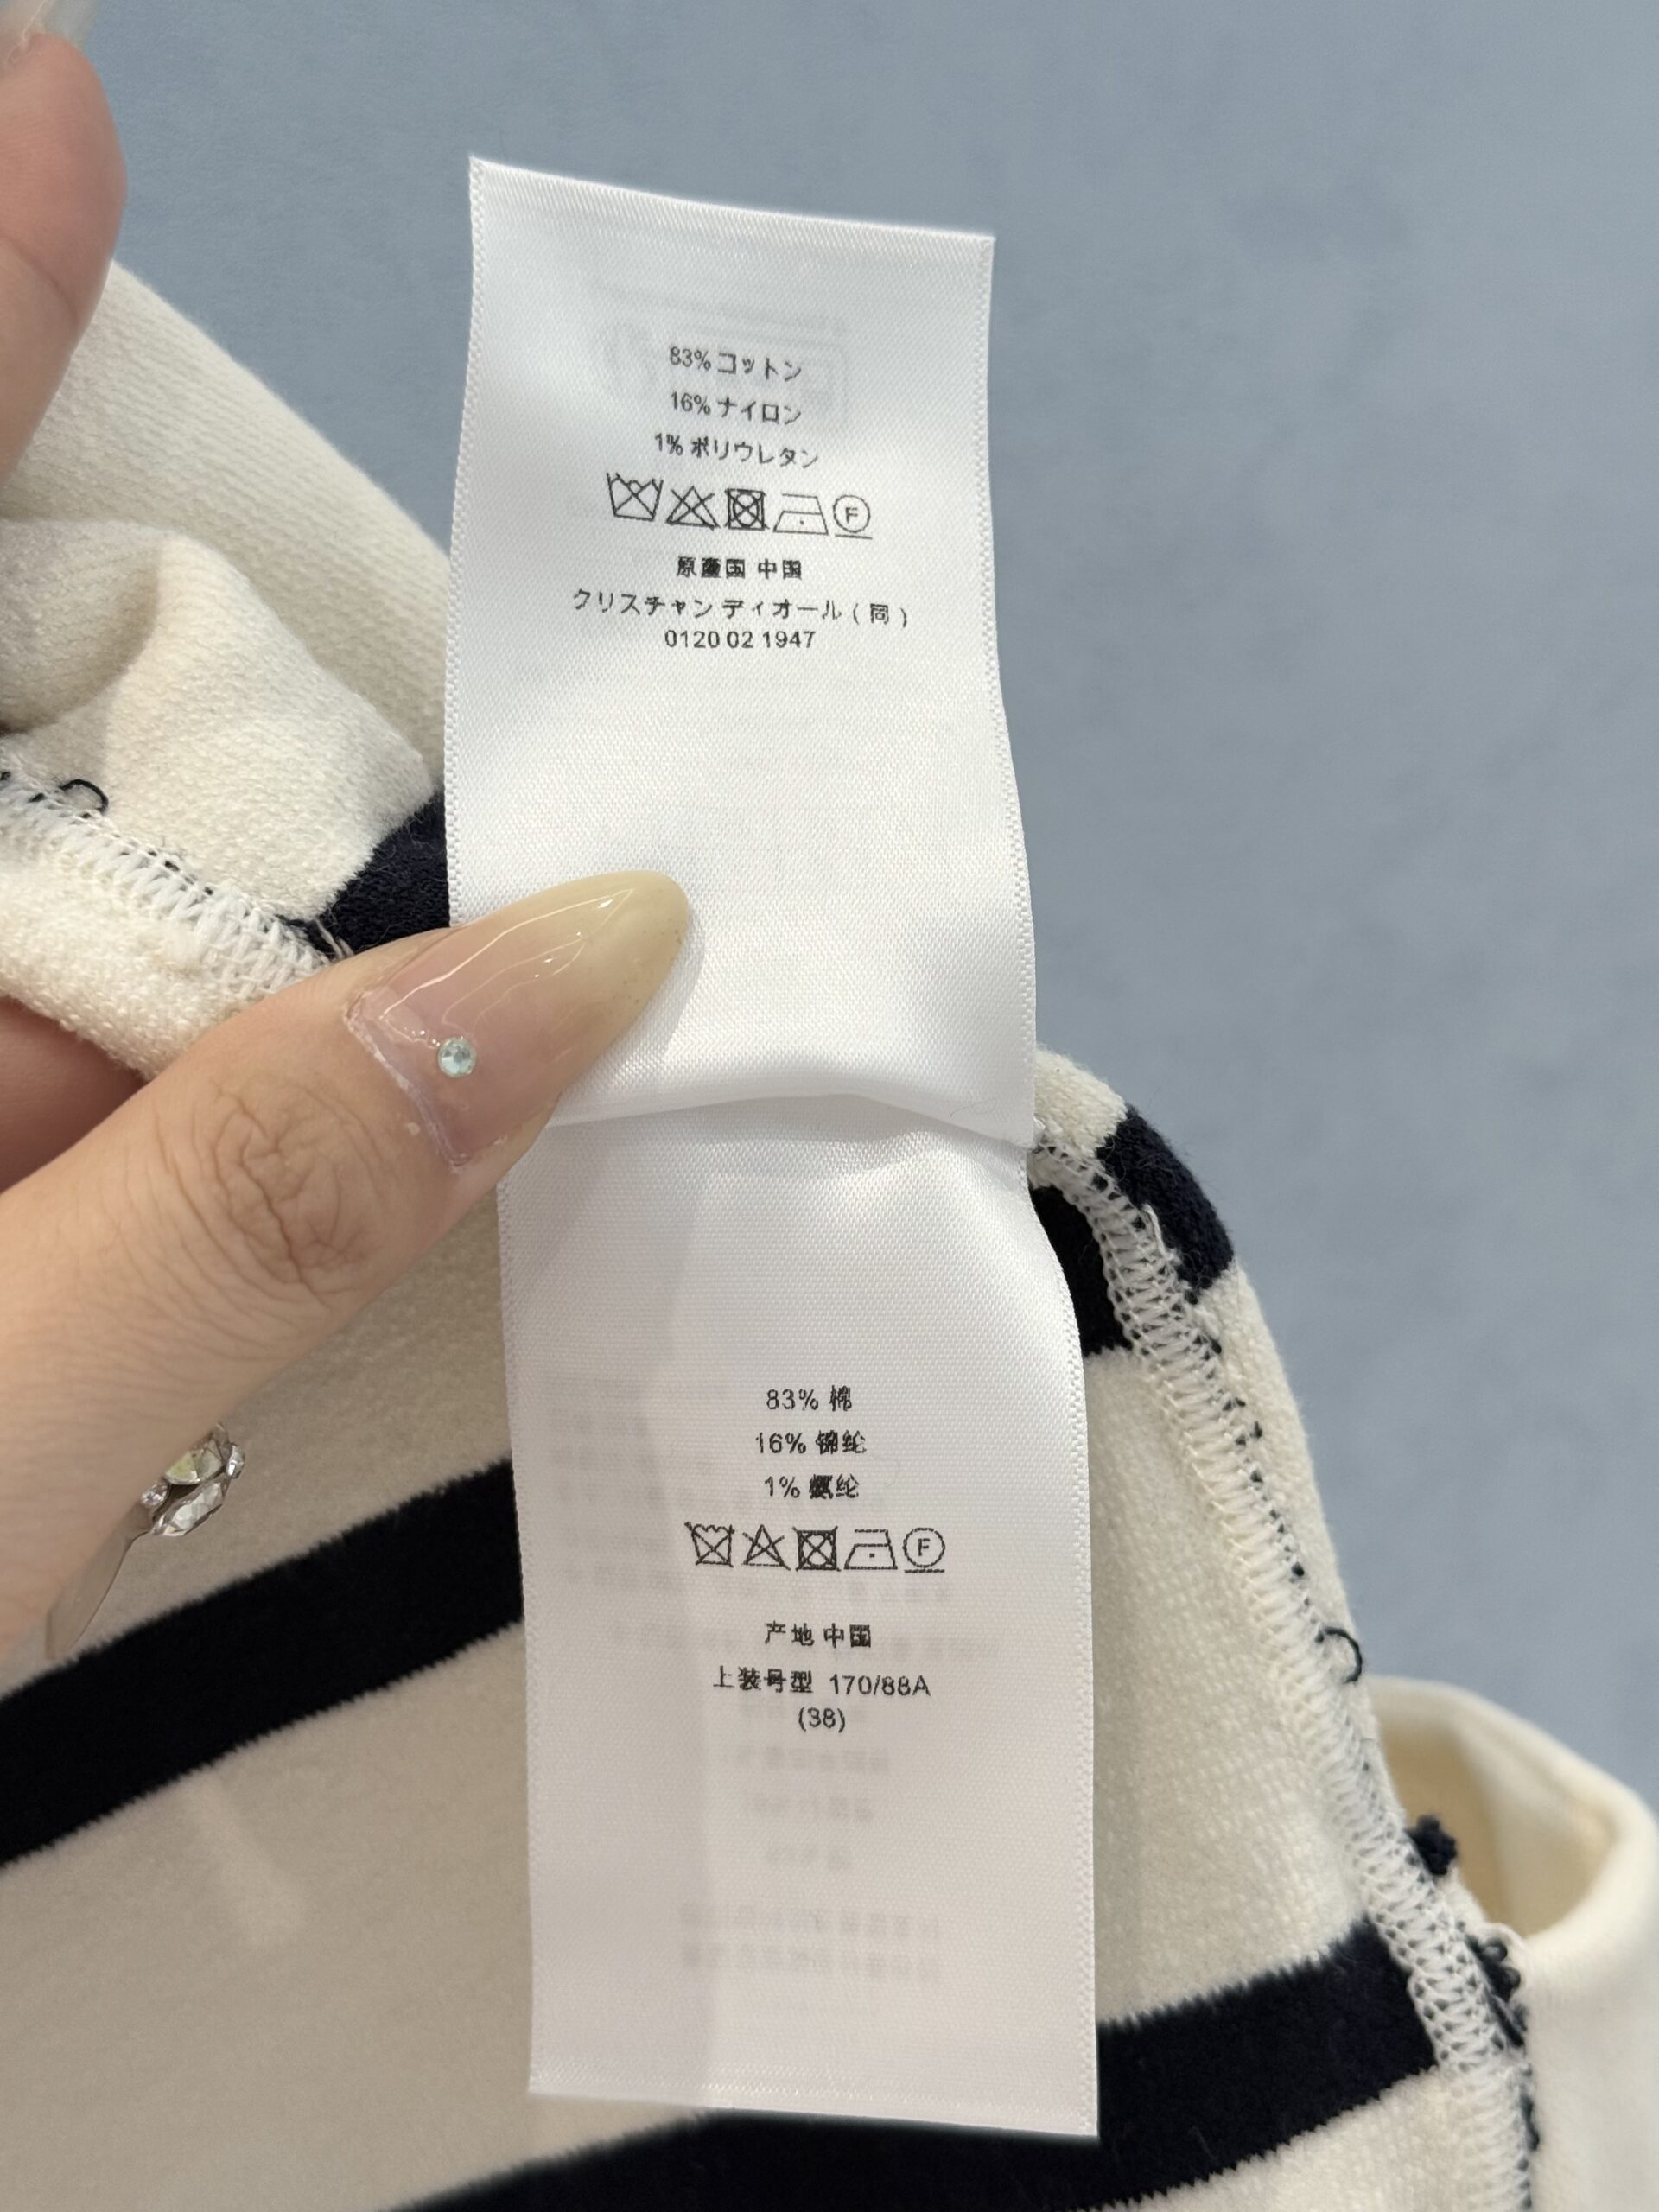 83% コットン
16% ナイロン
1% ポリウレタン
F
原産国 中国
クリスチャン ディオール ( 同 )
0120 02 1947
83% 棉
16% 锦纶
1% 氨纶
F
产地 中国
上装号型 170/88A
(38)